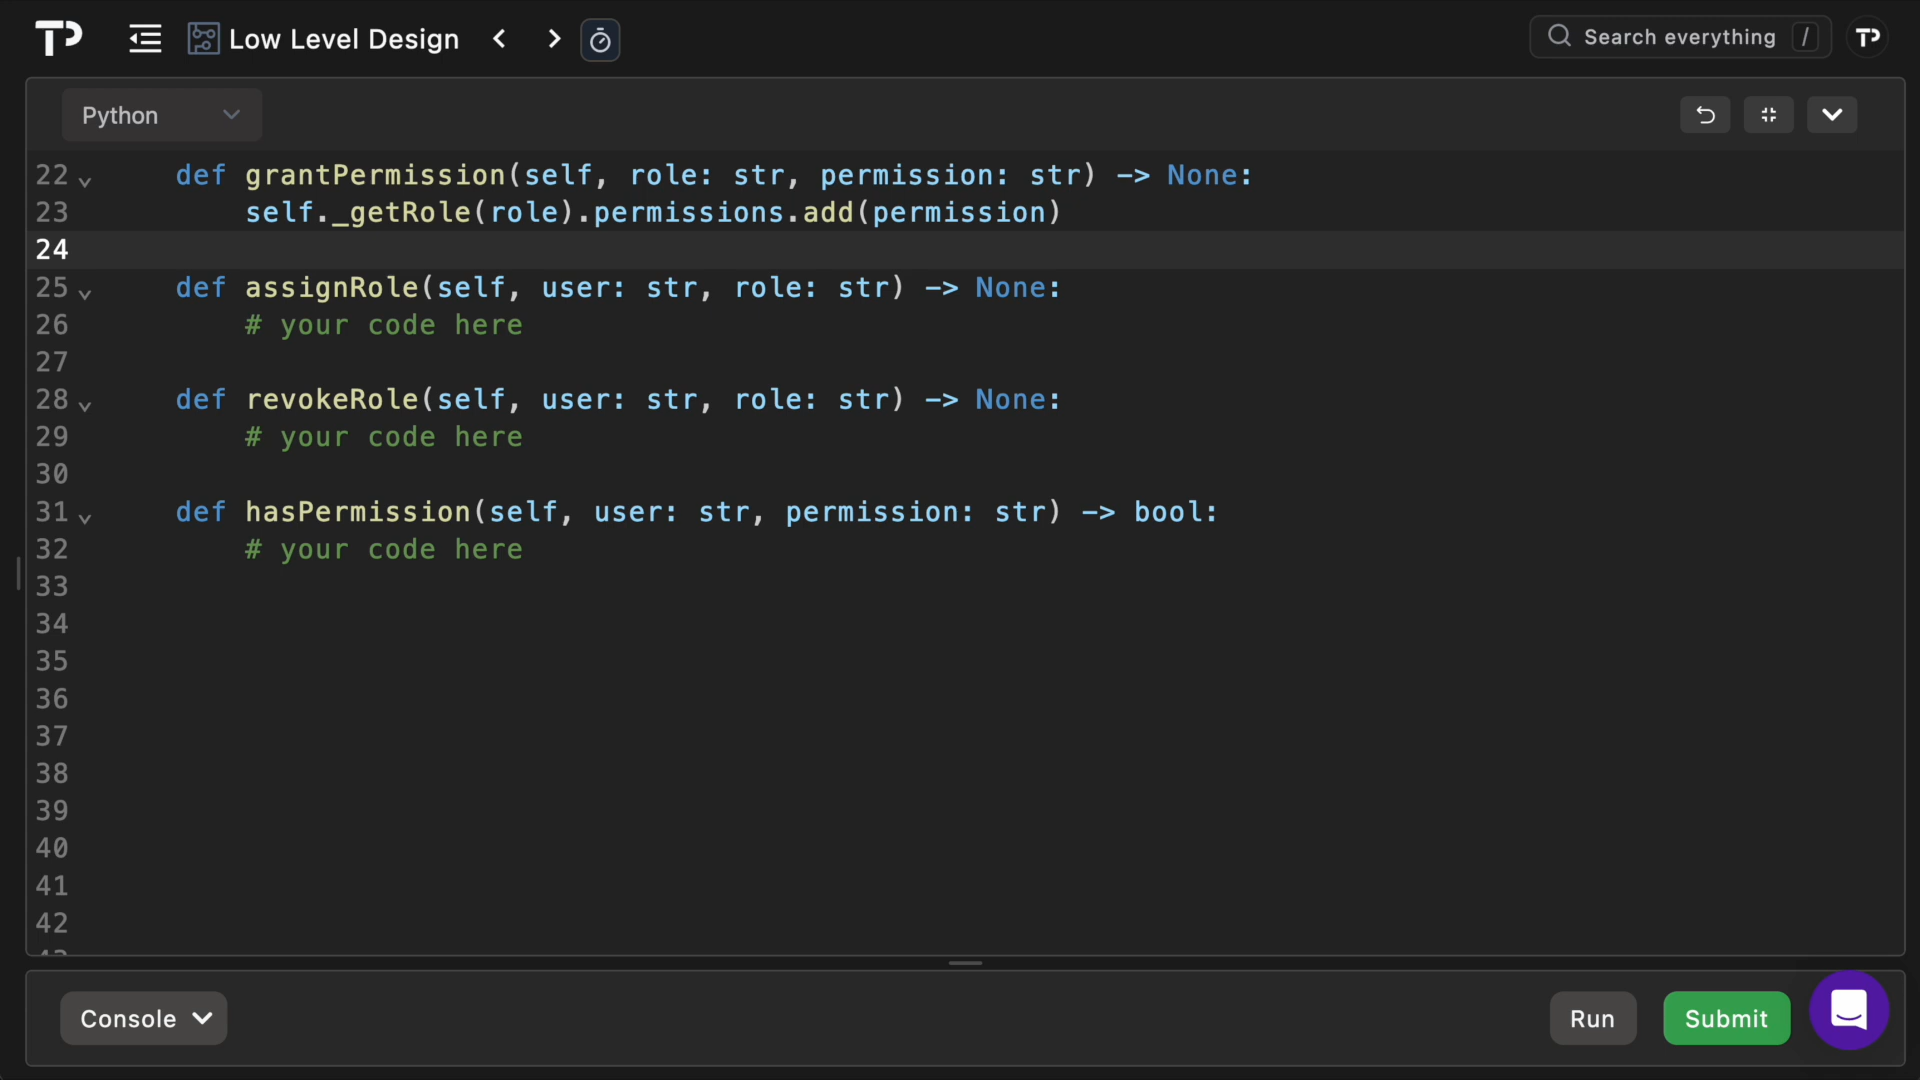 TP Low Level Design Search everything / TP
Python
22 def grantPermission(self, role: str, permission: str) -> None:
23 self._getRole(role).permissions.add(permission)
24
25 def assignRole(self, user: str, role: str) -> None:
26 # your code here
27
28 def revokeRole(self, user: str, role: str) -> None:
29 # your code here
30
31 def hasPermission(self, user: str, permission: str) -> bool:
32 # your code here
33
34
35
36
37
38
39
40
41
42
Console Run Submit